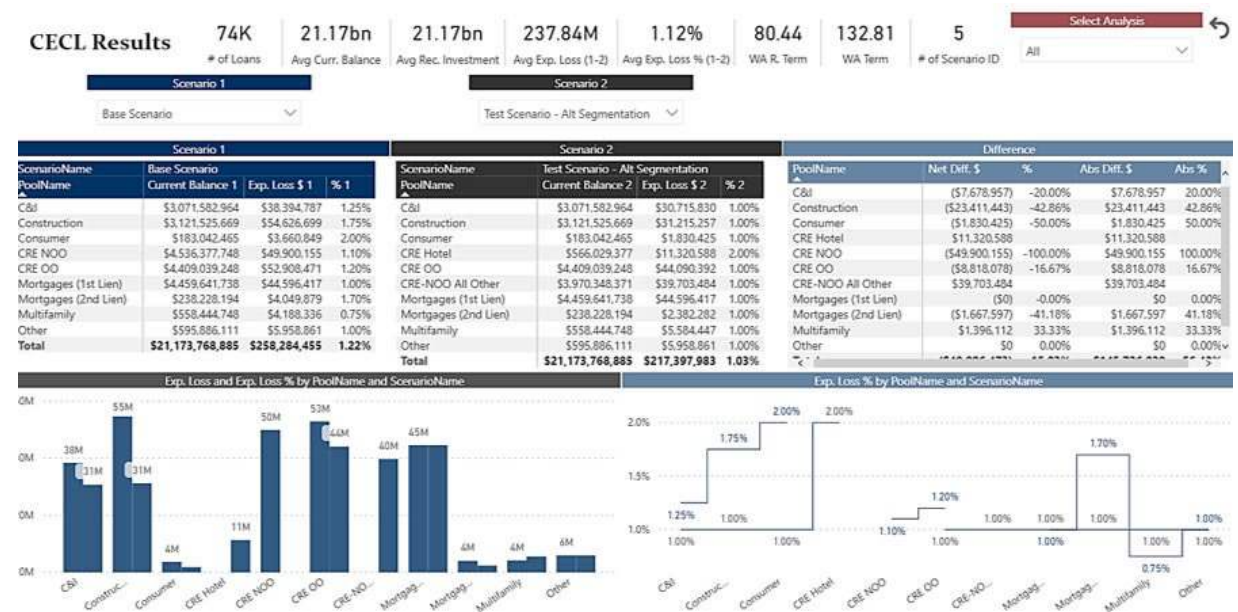 CECL Results
74K 21.17bn 21.17bn 237.84M 1.12% 80.44 132.81 5
# of Loans Avg Curr. Balance Avg Rec. Investment Avg Exp. Loss (1-2) Avg Exp. Loss % (1-2) WA R. Term WA Term # of Scenario ID
Select Analysis
All
Scenario 1 Scenario 2
Base Scenario Test Scenario - Alt Segmentation
Scenario 1 Scenario 2 Difference
ScenarioName Base Scenario ScenarioName Test Scenario - Alt Segmentation PoolName Net Diff. $ % Abs Diff. $ Abs %
PoolName Current Balance 1 Exp. Loss $ 1 % 1 PoolName Current Balance 2 Exp. Loss $ 2 % 2
C&I $3,071,582,964 $38,394,787 1.25% C&I $3,071,582,964 $30,715,830 1.00% C&I ($7,678,957) -20.00% $7,678,957 20.00%
Construction $3,121,525,669 $54,626,699 1.75% Construction $3,121,525,669 $31,215,257 1.00% Construction ($23,411,443) -42.86% $23,411,443 42.86%
Consumer $183,042,465 $3,660,849 2.00% Consumer $183,042,465 $1,830,425 1.00% Consumer ($1,830,425) -50.00% $1,830,425 50.00%
CRE NOO $4,536,377,748 $49,900,155 1.10% CRE Hotel $566,029,377 $11,320,588 2.00% CRE Hotel $11,320,588 $11,320,588
CRE OO $4,409,039,248 $52,908,471 1.20% CRE OO $4,409,039,248 $44,090,392 1.00% CRE NOO ($49,900,155) -100.00% $49,900,155 100.00%
Mortgages (1st Lien) $4,459,641,738 $44,596,417 1.00% CRE-NOO All Other $3,970,348,371 $39,703,484 1.00% CRE OO ($8,818,078) -16.67% $8,818,078 16.67%
Mortgages (2nd Lien) $238,228,194 $4,049,879 1.70% Mortgages (1st Lien) $4,459,641,738 $44,596,417 1.00% CRE-NOO All Other $39,703,484 $39,703,484
Multifamily $558,444,748 $4,188,336 0.75% Mortgages (2nd Lien) $238,228,194 $2,382,282 1.00% Mortgages (1st Lien) ($0) -0.00% $0 0.00%
Other $595,886,111 $5,958,861 1.00% Multifamily $558,444,748 $5,584,447 1.00% Mortgages (2nd Lien) ($1,667,597) -41.18% $1,667,597 41.18%
Total $21,173,768,885 $258,284,455 1.22% Other $595,886,111 $5,958,861 1.00% Multifamily $1,396,112 33.33% $1,396,112 33.33%
Total $21,173,768,885 $217,397,983 1.03% Other $0 0.00% $0 0.00%
Exp. Loss and Exp. Loss % by PoolName and ScenarioName
55M 53M 50M 44M 45M 40M 38M 31M 31M 11M 4M 4M 4M 6M
0M
C&I Construc... Consumer CRE Hotel CRE NOO CRE OO CRE-NO... Mortgag... Mortgag... Multifamily Other
Exp. Loss % by PoolName and ScenarioName
2.0% 2.00% 2.00%
1.75% 1.70%
1.5%
1.25% 1.00% 1.10% 1.20% 1.00% 1.00% 1.00% 1.00%
1.0% 1.00% 1.00% 1.00% 1.00% 1.00% 1.00%
0.75%
C&I Construc... Consumer CRE Hotel CRE NOO CRE OO CRE-NO... Mortgag... Mortgag... Multifamily Other